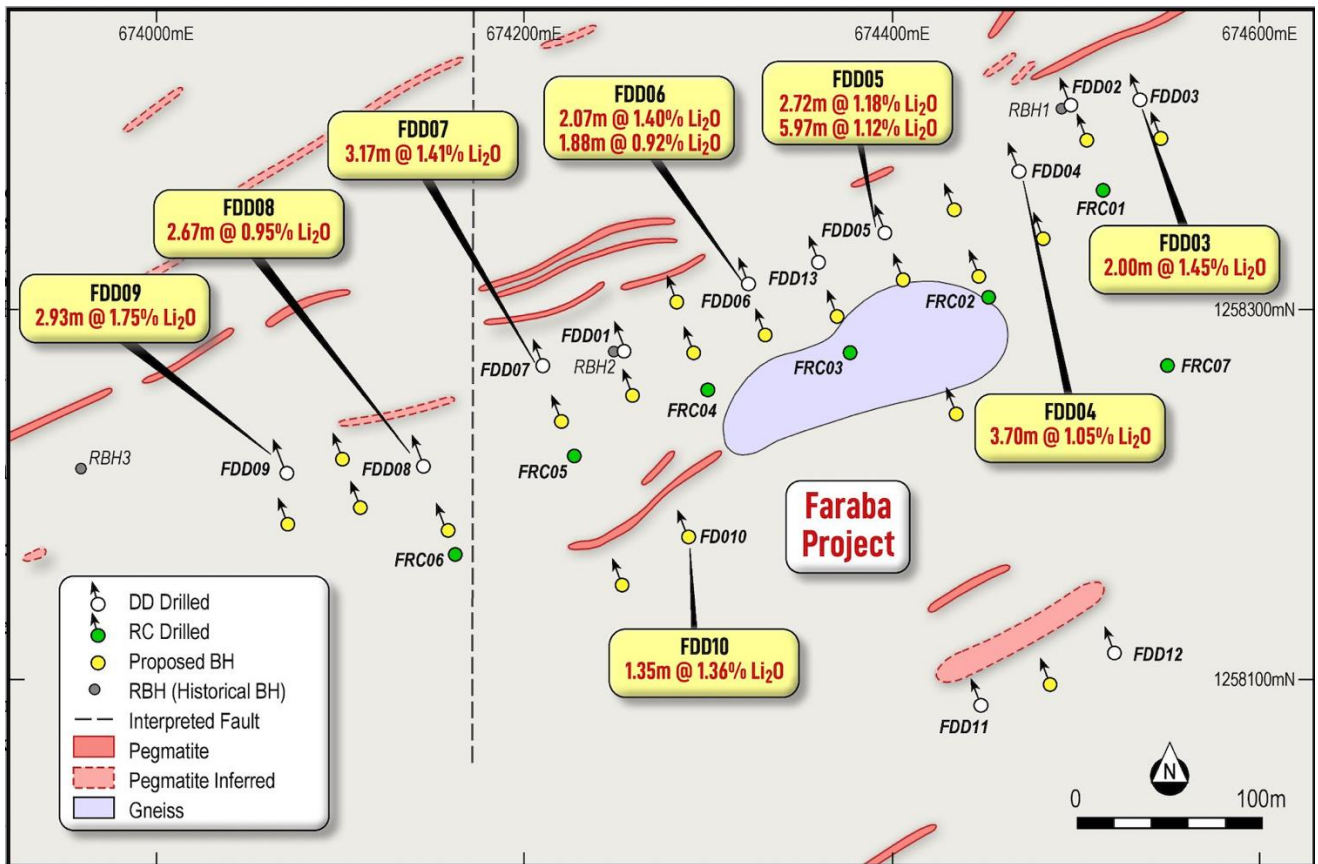 674000mE
674200mE
674400mE
674600mE
FDD05
2.72m @ 1.18% Li₂O
5.97m @ 1.12% Li₂O
FDD06
2.07m @ 1.40% Li₂O
1.88m @ 0.92% Li₂O
FDD07
3.17m @ 1.41% Li₂O
FDD08
2.67m @ 0.95% Li₂O
FDD09
2.93m @ 1.75% Li₂O
RBH1
FDD02
FDD03
FDD04
FRC01
FDD03
2.00m @ 1.45% Li₂O
FDD05
FDD13
FDD06
FRC02
1258300mN
FDD01
RBH2
FDD07
FRC03
FRC07
FRC04
FDD04
3.70m @ 1.05% Li₂O
RBH3
FDD09
FDD08
FRC05
FRC06
FD010
Faraba
Project
FDD10
1.35m @ 1.36% Li₂O
FDD12
1258100mN
FDD11
DD Drilled
RC Drilled
Proposed BH
RBH (Historical BH)
Interpreted Fault
Pegmatite
Pegmatite Inferred
Gneiss
N
0 100m